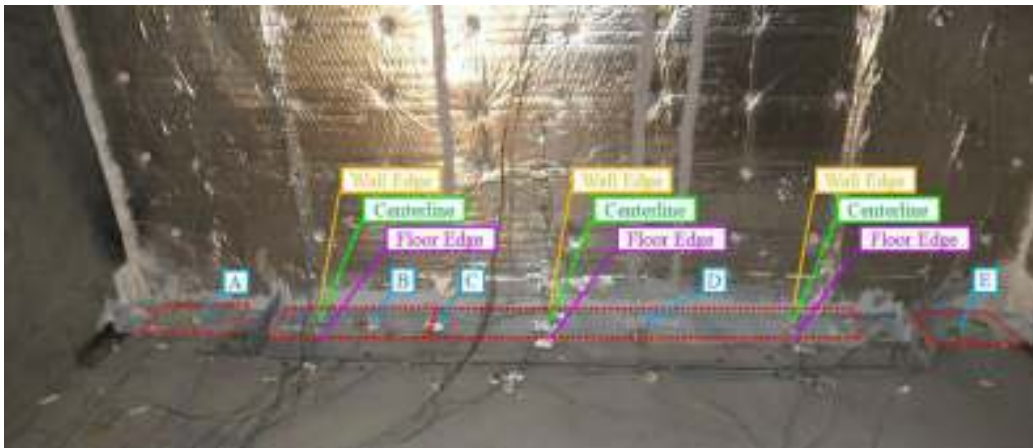 Wall Edge
Wall Edge
Wall Edge
Centerline
Centerline
Centerline
Floor Edge
Floor Edge
Floor Edge
A
B
C
D
E